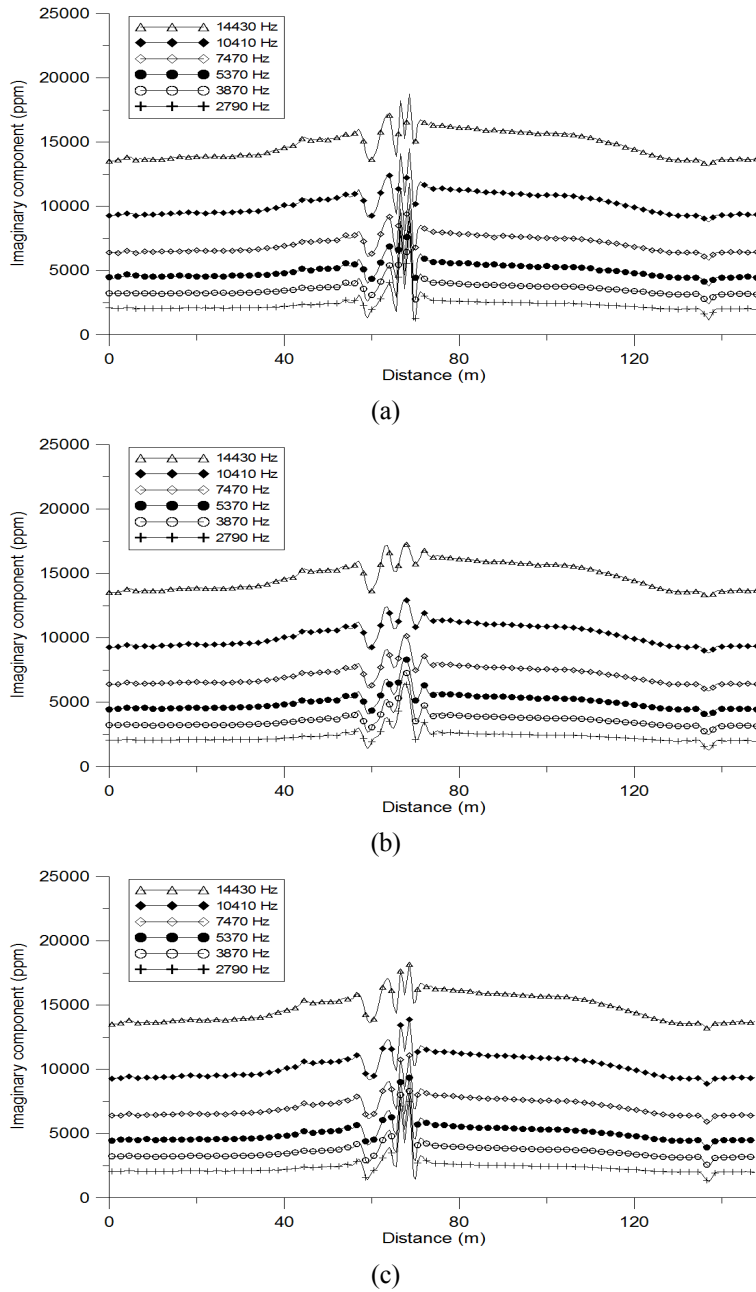 25000
20000
15000
10000
5000
0
Imaginary component (ppm)
14430 Hz
10410 Hz
7470 Hz
5370 Hz
3870 Hz
2790 Hz
0 40 80 120
Distance (m)
(a)
25000
20000
15000
10000
5000
0
Imaginary component (ppm)
14430 Hz
10410 Hz
7470 Hz
5370 Hz
3870 Hz
2790 Hz
0 40 80 120
Distance (m)
(b)
25000
20000
15000
10000
5000
0
Imaginary component (ppm)
14430 Hz
10410 Hz
7470 Hz
5370 Hz
3870 Hz
2790 Hz
0 40 80 120
Distance (m)
(c)